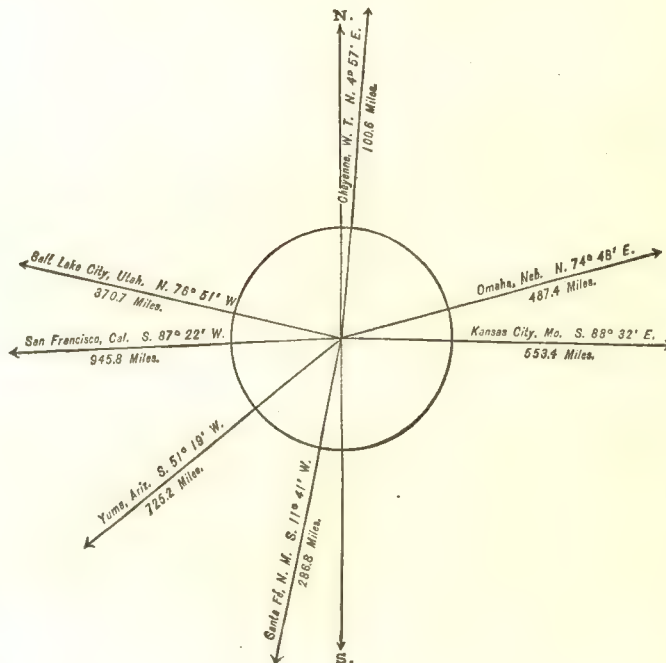 N.
Cheyenne, W. T. N. 4° 57' E.
100.6 Miles.
Salt Lake City, Utah. N. 76° 51' W.
370.7 Miles.
Omaha, Neb. N. 74° 48' E.
487.4 Miles.
San Francisco, Cal. S. 87° 22' W.
945.8 Miles.
Kansas City, Mo. S. 88° 32' E.
553.4 Miles.
Yuma, Ariz. S. 51° 19' W.
725.2 Miles.
Santa Fé, N. M. S. 11° 41' W.
286.8 Miles.
S.